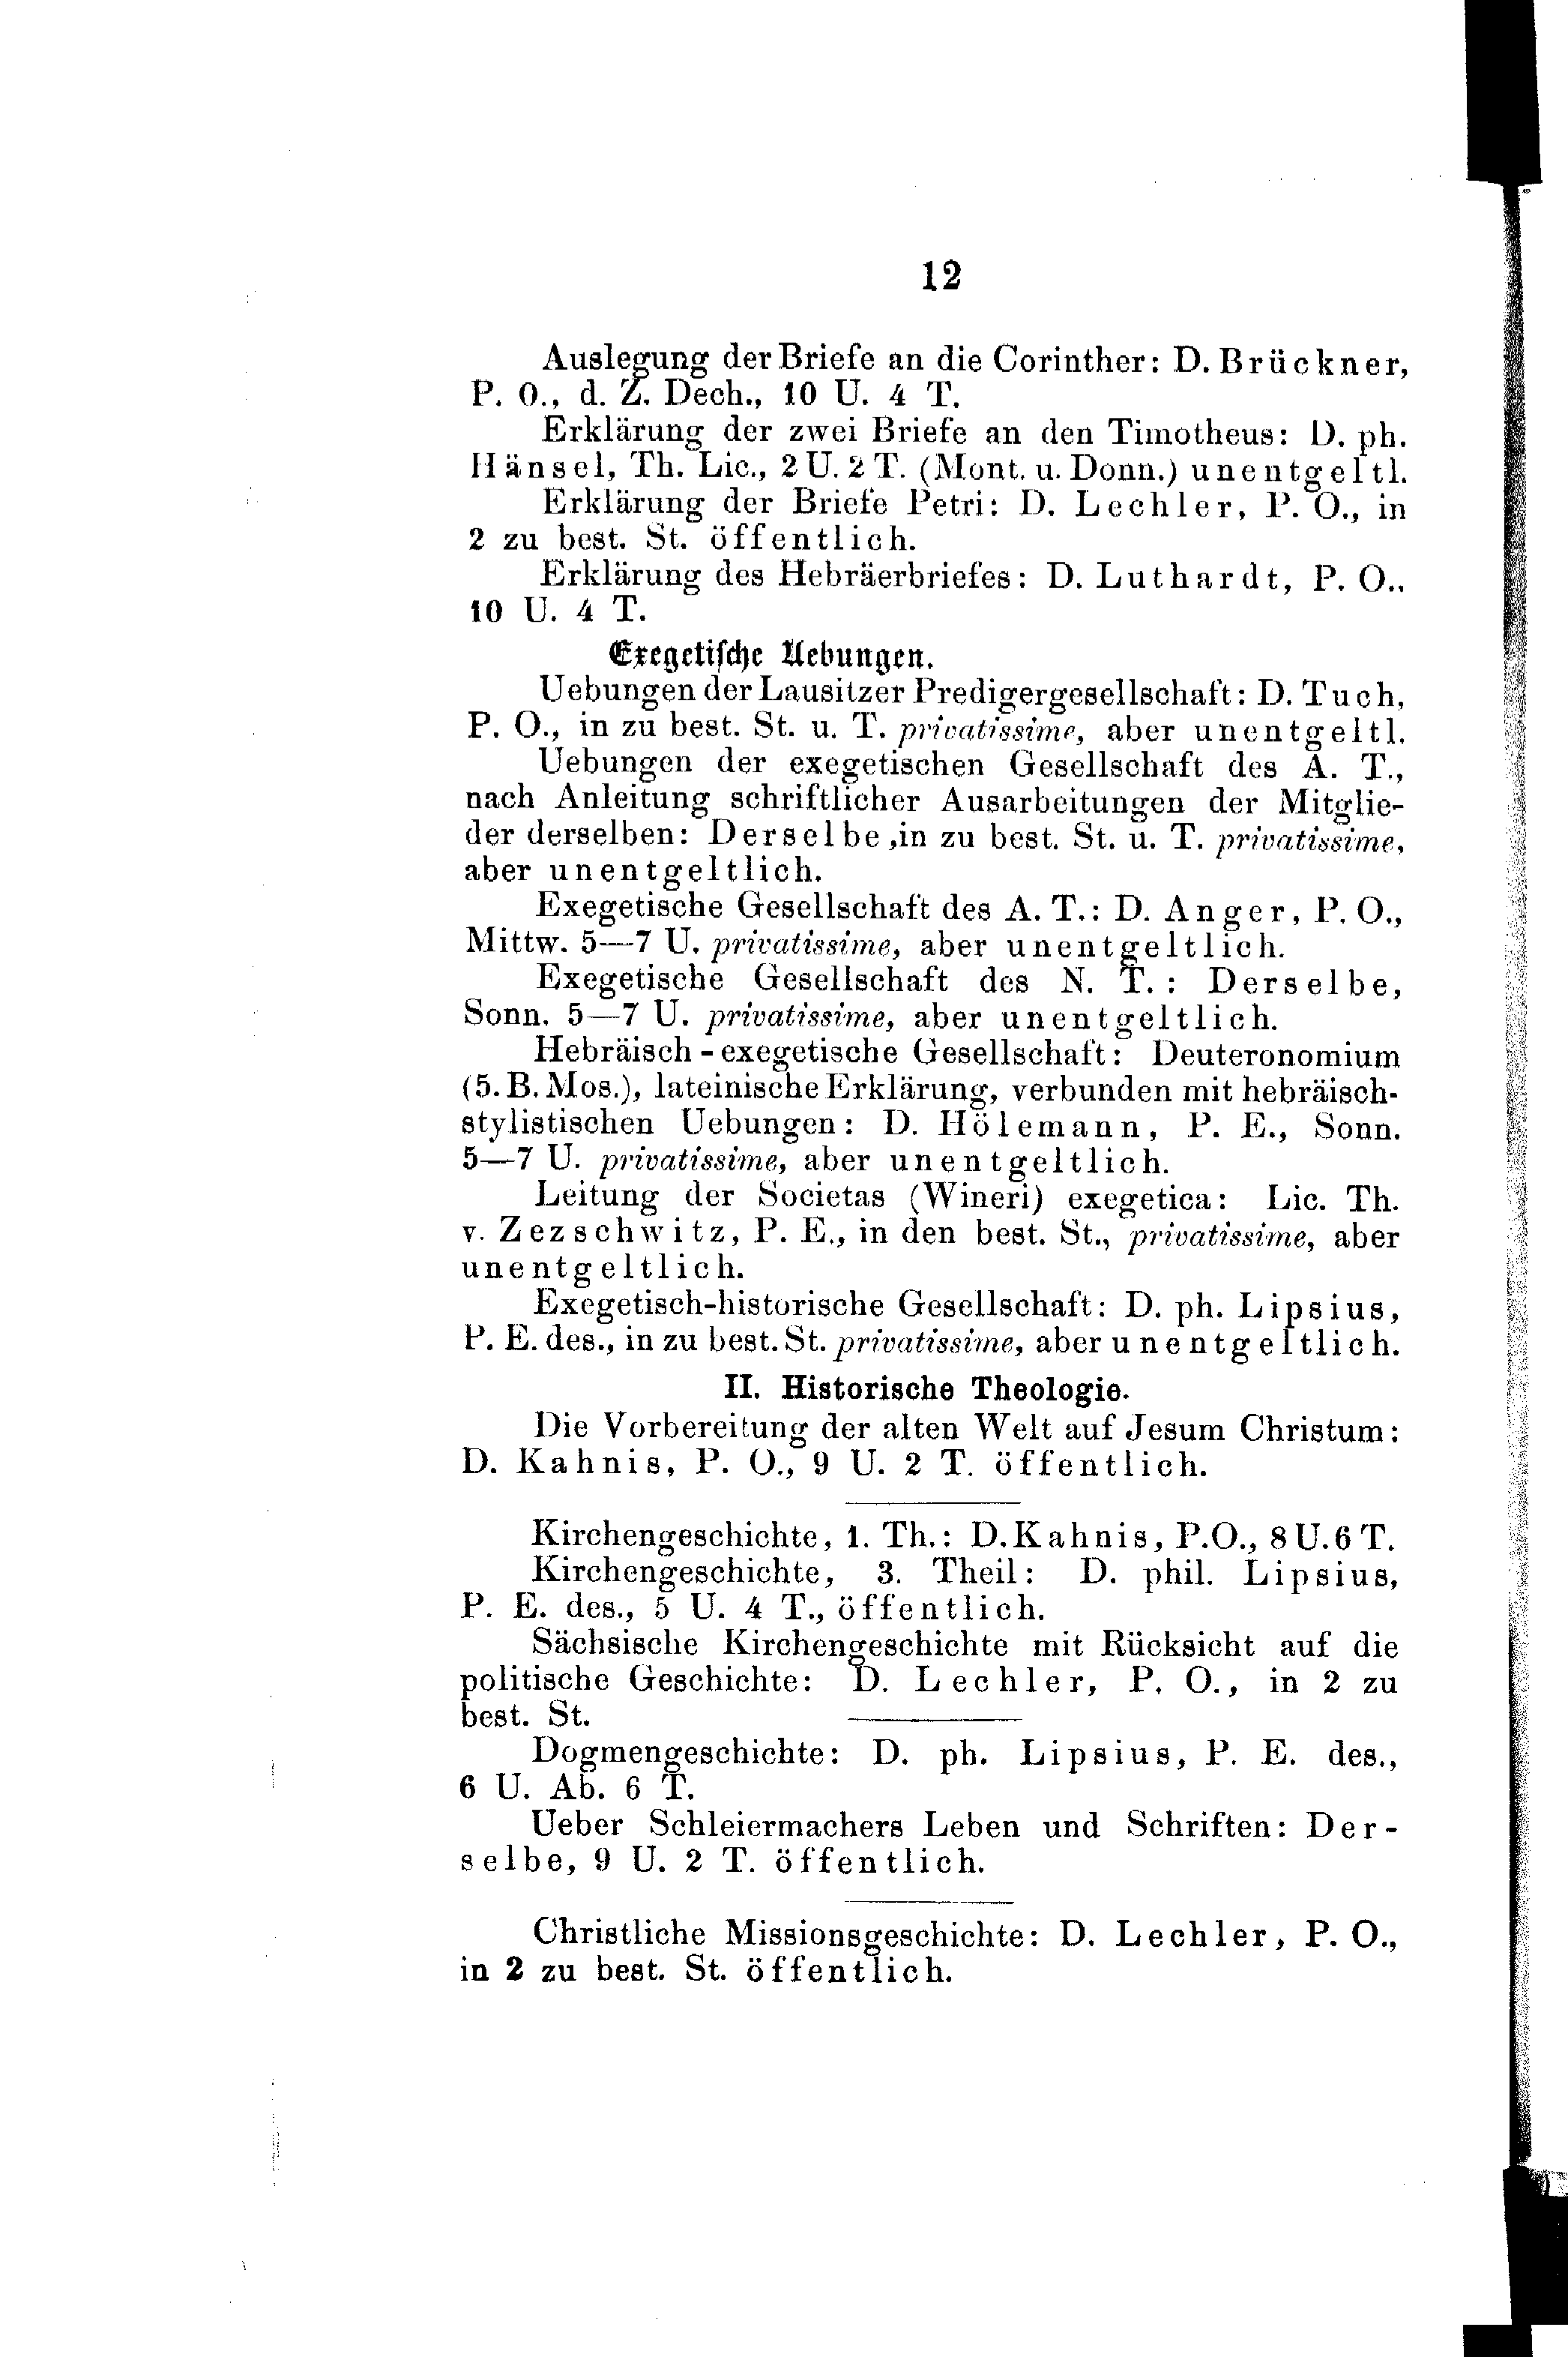 12
Auslegung der Briefe an die Corinther: D. Brückner,
P. O., d. Z. Dech., 10 U. 4 T.
Erklärung der zwei Briefe an den Timotheus: D. ph.
Hänsel, Th. Lic., 2 U. 2 T. (Mont. u. Donn.) unentgeltl.
Erklärung der Briefe Petri: D. Lechler, P. O., in
2 zu best. St. öffentlich.
Erklärung des Hebräerbriefes: D. Luthardt, P. O.,
10 U. 4 T.
Exegetische Uebungen.
Uebungen der Lausitzer Predigergesellschaft: D. Tuch,
P. O., in zu best. St. u. T. privatissime, aber unentgeltl.
Uebungen der exegetischen Gesellschaft des A. T.,
nach Anleitung schriftlicher Ausarbeitungen der Mitglie-
der derselben: Derselbe ,in zu best. St. u. T. privatissime,
aber unentgeltlich.
Exegetische Gesellschaft des A. T.: D. Anger, P. O.,
Mittw. 5—7 U. privatissime, aber unentgeltlich.
Exegetische Gesellschaft des N. T.: Derselbe,
Sonn. 5—7 U. privatissime, aber unentgeltlich.
Hebräisch-exegetische Gesellschaft: Deuteronomium
(5. B. Mos.), lateinische Erklärung, verbunden mit hebräisch-
stylistischen Uebungen: D. Hölemann, P. E., Sonn.
5—7 U. privatissime, aber unentgeltlich.
Leitung der Societas (Wineri) exegetica: Lic. Th.
v. Zezschwitz, P. E., in den best. St., privatissime, aber
unentgeltlich.
Exegetisch-historische Gesellschaft: D. ph. Lipsius,
P. E. des., in zu best. St. privatissime, aber unentgeltlich.
II. Historische Theologie.
Die Vorbereitung der alten Welt auf Jesum Christum:
D. Kahnis, P. O., 9 U. 2 T. öffentlich.
Kirchengeschichte, 1. Th.: D. Kahnis, P.O., 8 U. 6 T.
Kirchengeschichte, 3. Theil: D. phil. Lipsius,
P. E. des., 5 U. 4 T., öffentlich.
Sächsische Kirchengeschichte mit Rücksicht auf die
politische Geschichte: D. Lechler, P. O., in 2 zu
best. St.
Dogmengeschichte: D. ph. Lipsius, P. E. des.,
6 U. Ab. 6 T.
Ueber Schleiermachers Leben und Schriften: Der-
selbe, 9 U. 2 T. öffentlich.
Christliche Missionsgeschichte: D. Lechler, P. O.,
in 2 zu best. St. öffentlich.